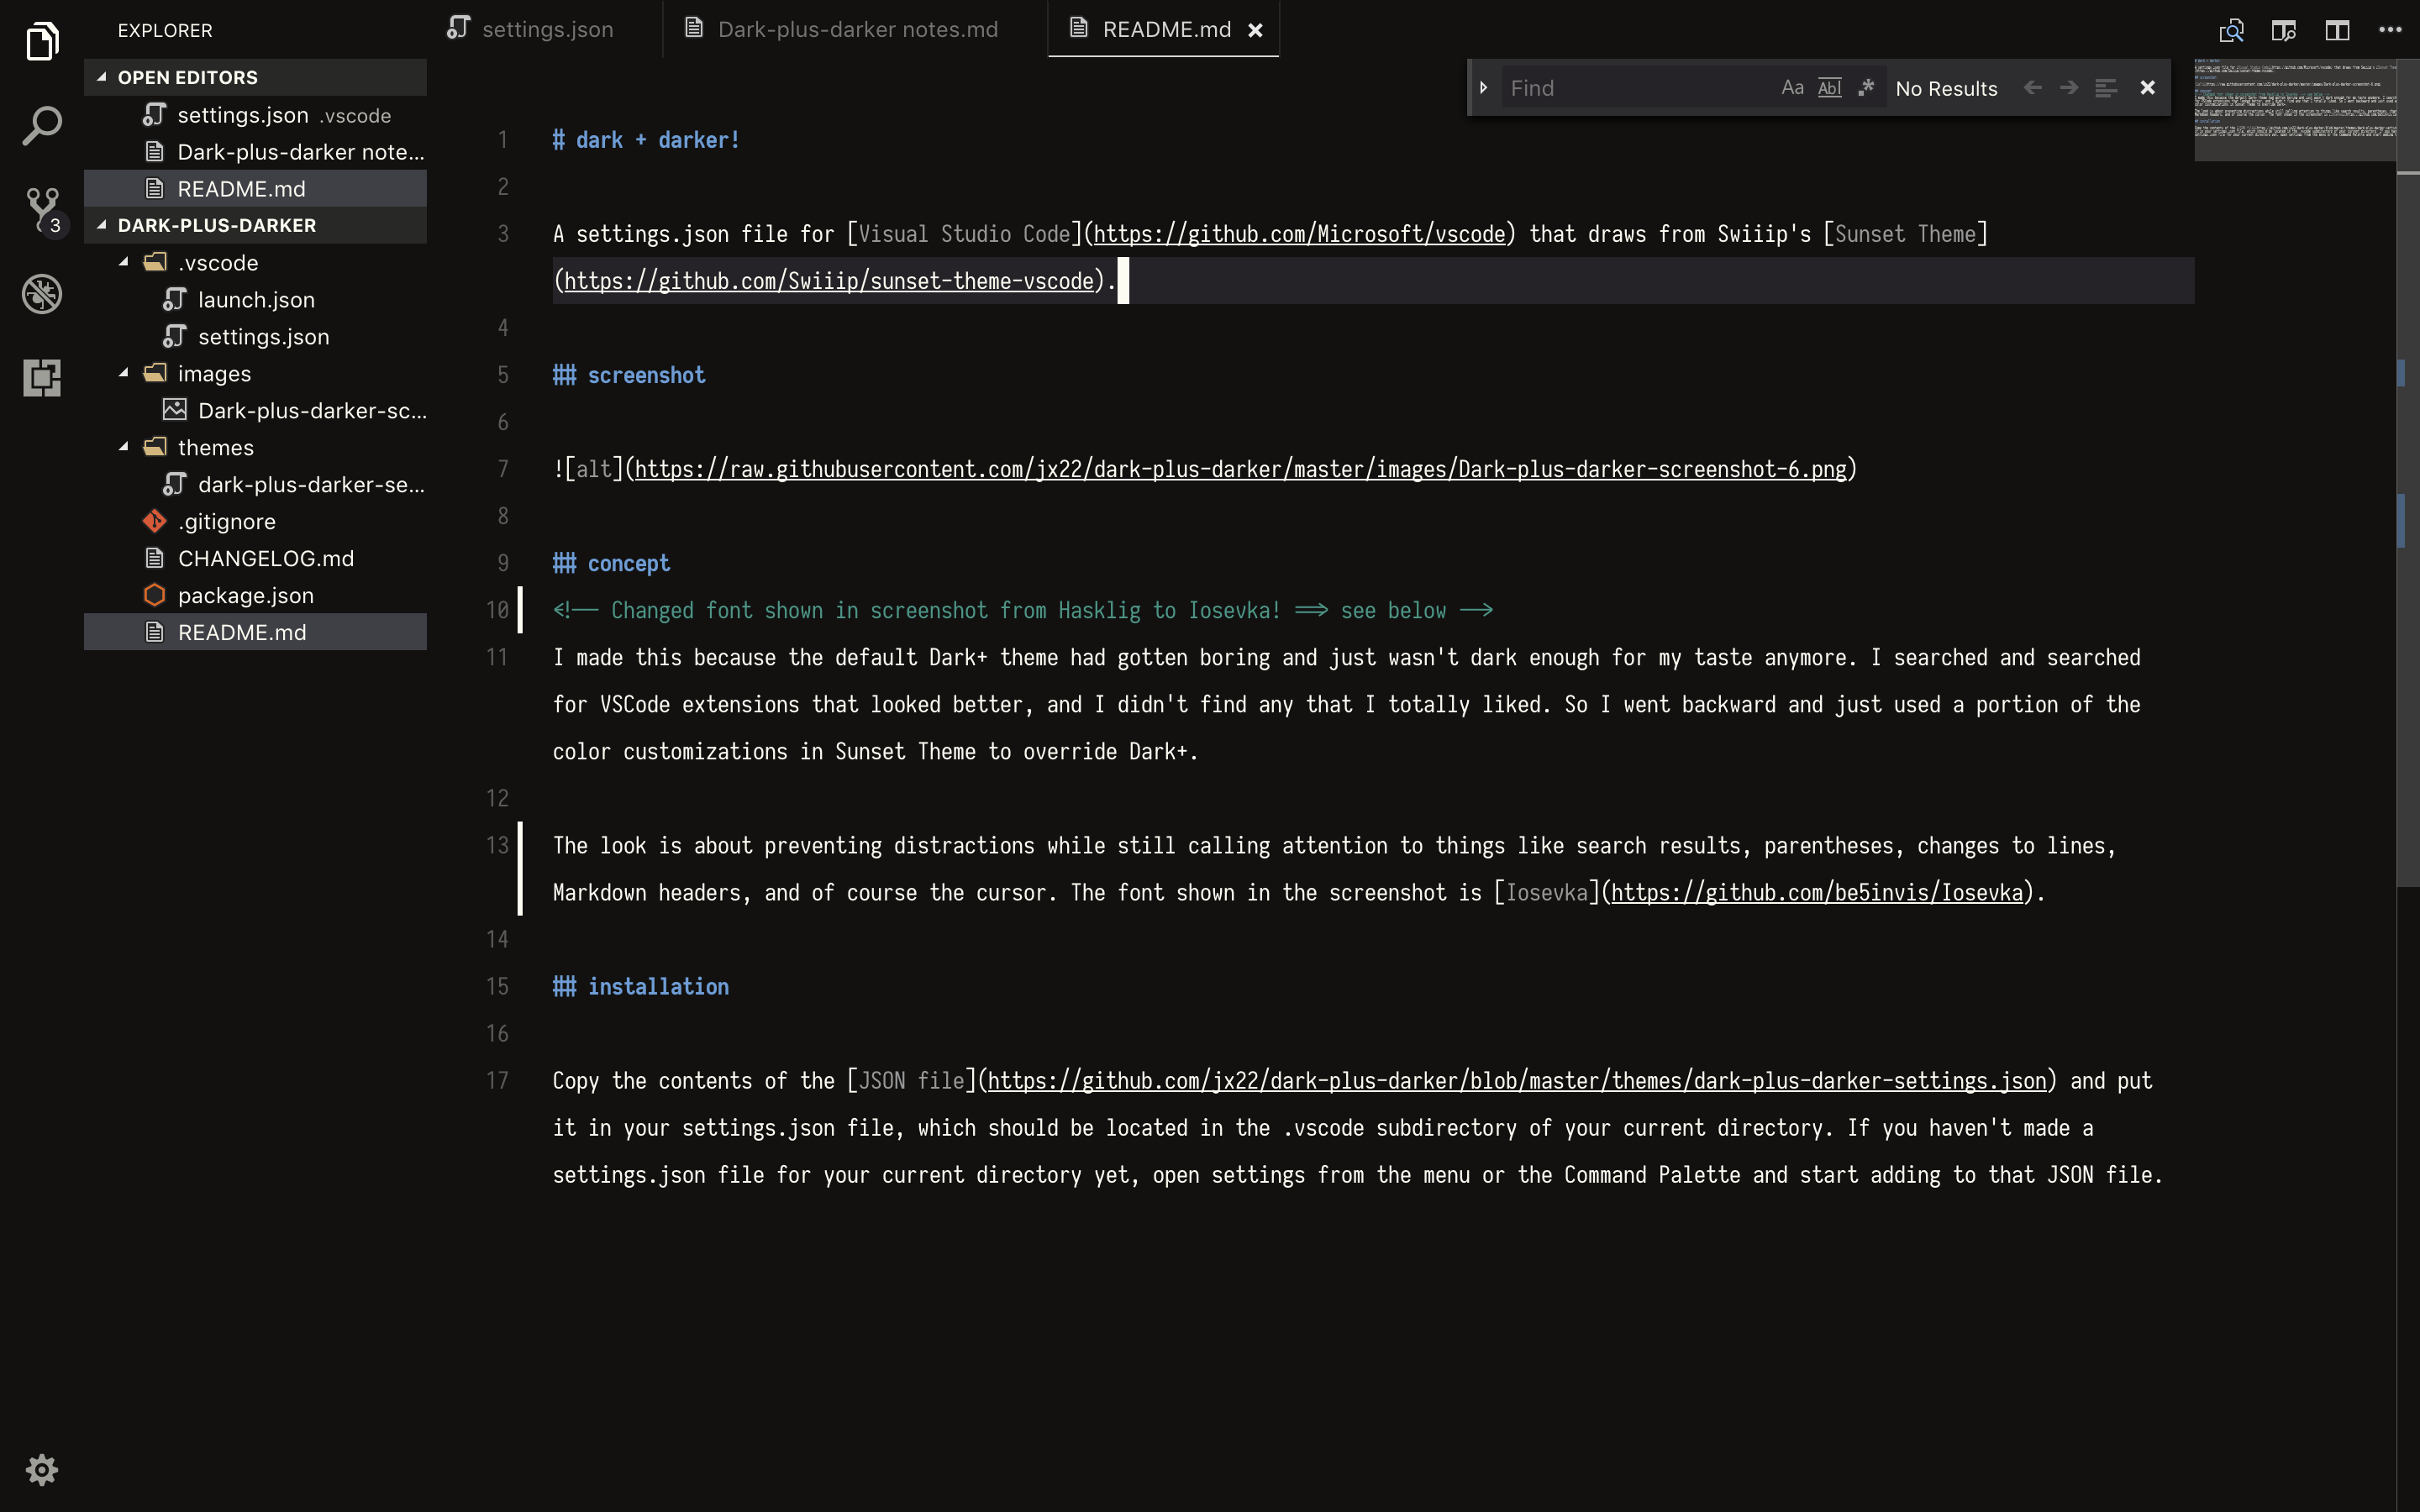 EXPLORER
OPEN EDITORS
settings.json .vscode
Dark-plus-darker note...
README.md
3
DARK-PLUS-DARKER
.vscode
launch.json
settings.json
images
Dark-plus-darker-sc...
themes
dark-plus-darker-se...
.gitignore
CHANGELOG.md
package.json
README.md
settings.json
Dark-plus-darker notes.md
README.md
Find
Aa Abl .*
No Results
1 # dark + darker!
2
3 A settings.json file for [Visual Studio Code](https://github.com/Microsoft/vscode) that draws from Swiiip's [Sunset Theme]
(https://github.com/Swiiip/sunset-theme-vscode).
4
5 ## screenshot
6
7 ![alt](https://raw.githubusercontent.com/jx22/dark-plus-darker/master/images/Dark-plus-darker-screenshot-6.png)
8
9 ## concept
10 <!-- Changed font shown in screenshot from Hasklig to Iosevka! ==> see below -->
11 I made this because the default Dark+ theme had gotten boring and just wasn't dark enough for my taste anymore. I searched and searched
for VSCode extensions that looked better, and I didn't find any that I totally liked. So I went backward and just used a portion of the
color customizations in Sunset Theme to override Dark+.
12
13 The look is about preventing distractions while still calling attention to things like search results, parentheses, changes to lines,
Markdown headers, and of course the cursor. The font shown in the screenshot is [Iosevka](https://github.com/be5invis/Iosevka).
14
15 ## installation
16
17 Copy the contents of the [JSON file](https://github.com/jx22/dark-plus-darker/blob/master/themes/dark-plus-darker-settings.json) and put
it in your settings.json file, which should be located in the .vscode subdirectory of your current directory. If you haven't made a
settings.json file for your current directory yet, open settings from the menu or the Command Palette and start adding to that JSON file.